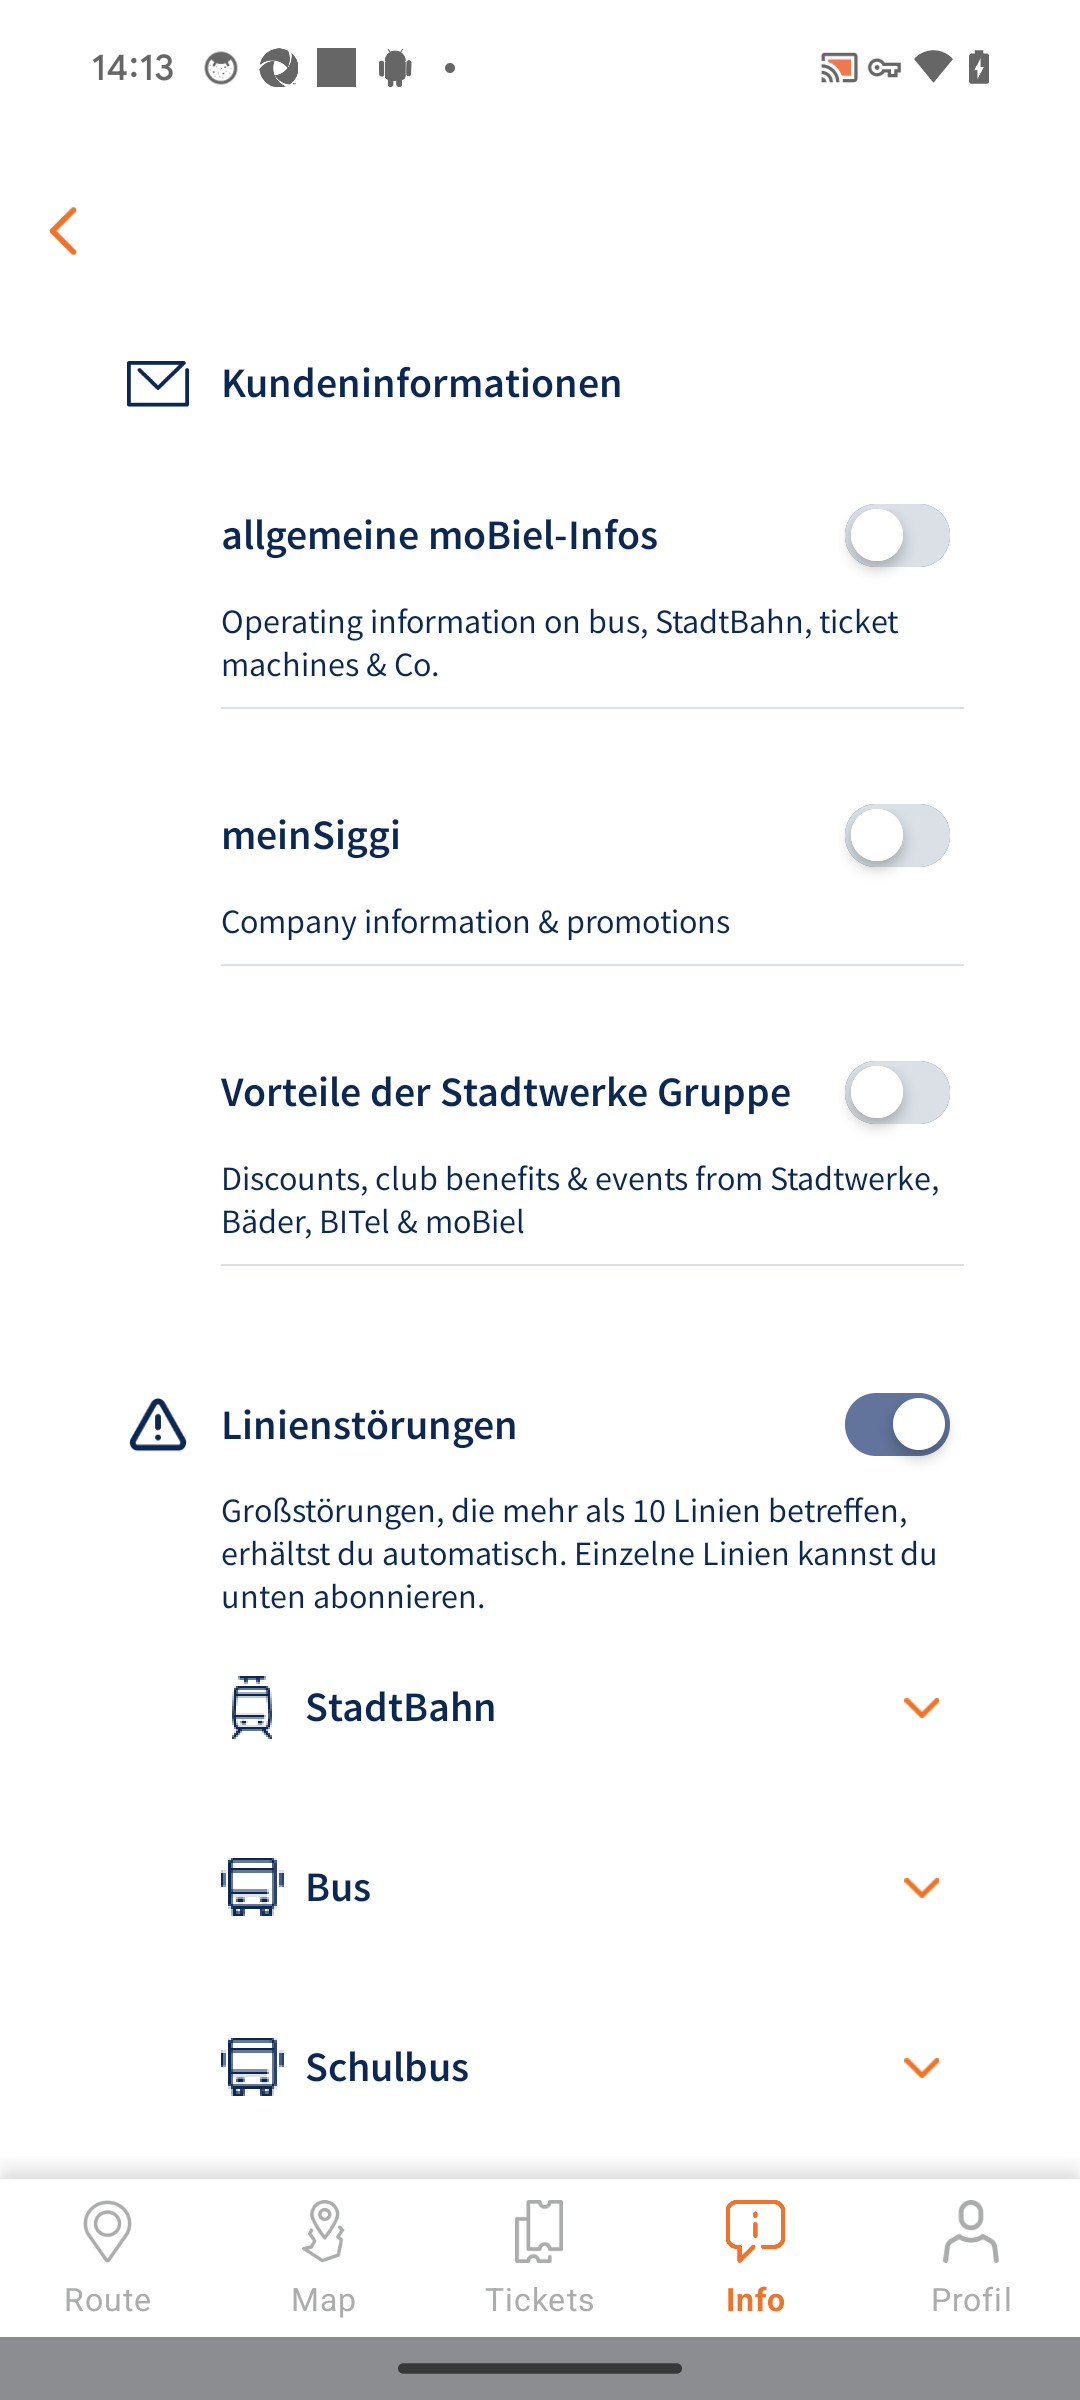 14:13
Kundeninformationen
allgemeine moBiel-Infos
Operating information on bus, StadtBahn, ticket
machines & Co.
meinSiggi
Company information & promotions
Vorteile der Stadtwerke Gruppe
Discounts, club benefits & events from Stadtwerke,
Bäder, BITel & moBiel
Linienstörungen
Großstörungen, die mehr als 10 Linien betreffen,
erhältst du automatisch. Einzelne Linien kannst du
unten abonnieren.
StadtBahn
Bus
Schulbus
Route Map Tickets Info Profil